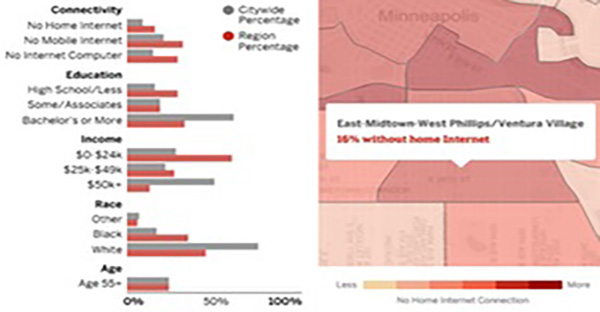 Connectivity
No Home Internet
No Mobile Internet
No Internet Computer
Education
High School/Less
Some/Associates
Bachelor's or More
Income
$0-$24k
$25k-$49k
$50k+
Race
Other
Black
White
Age
Age 55+
0% 50% 100%
Citywide
Percentage
Region
Percentage
Minneapolis
East-Midtown-West Phillips/Ventura Village
16% without home Internet
Less More
No Home Internet Connection